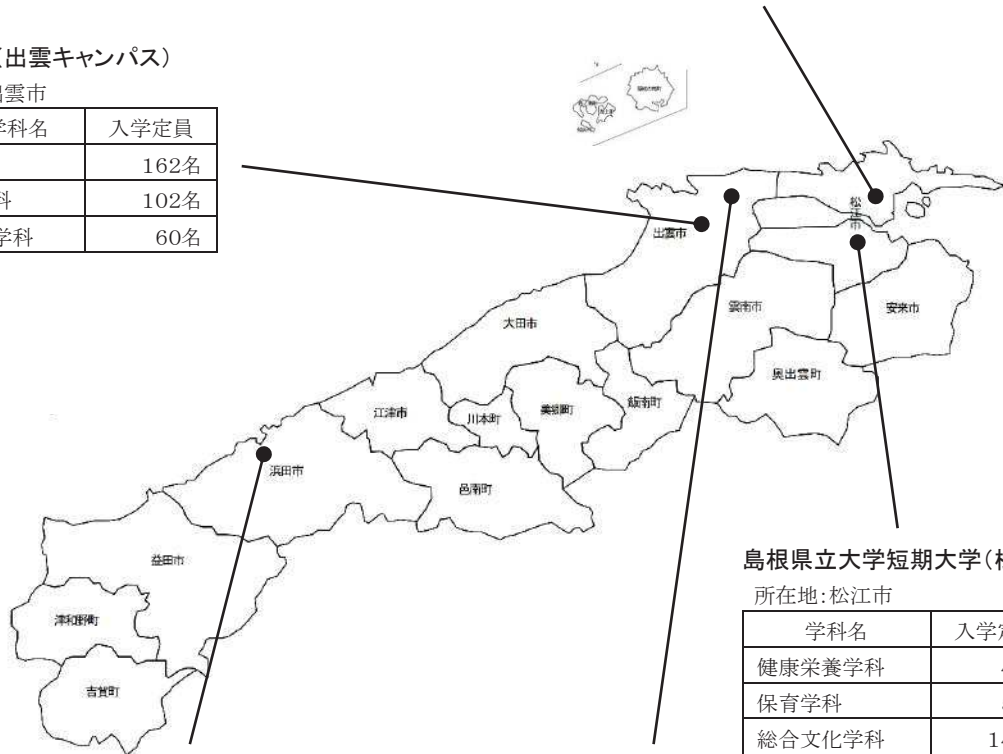 (出雲キャンパス)
出雲市
学科名 入学定員
162名
科 102名
学科 60名
松江市
出雲市
雲南市
安来市
大田市
奥出雲町
飯南町
江津市
川本町
美郷町
浜田市
邑南町
益田市
津和野町
吉賀町
島根県立大学短期大学(
所在地:松江市
学科名 入学定
健康栄養学科
保育学科
総合文化学科 1